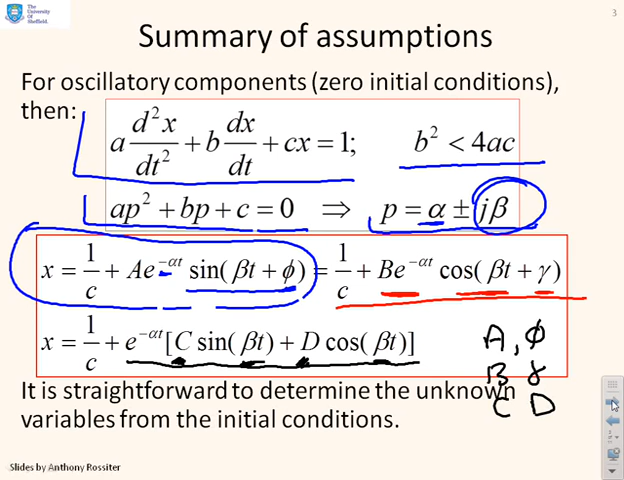 The
University
Of
Sheffield.
3
Summary of assumptions
For oscillatory components (zero initial conditions),
then:
a d²x/dt² + b dx/dt + cx = 1;   b² < 4ac
ap² + bp + c = 0 ⇒ p = α ± jβ
x = 1/c + Ae^{-αt} sin(βt + ϕ) = 1/c + Be^{-αt} cos(βt + γ)
x = 1/c + e^{-αt}[C sin(βt) + D cos(βt)]
A, ϕ
B γ
C D
It is straightforward to determine the unknown
variables from the initial conditions.
Slides by Anthony Rossiter